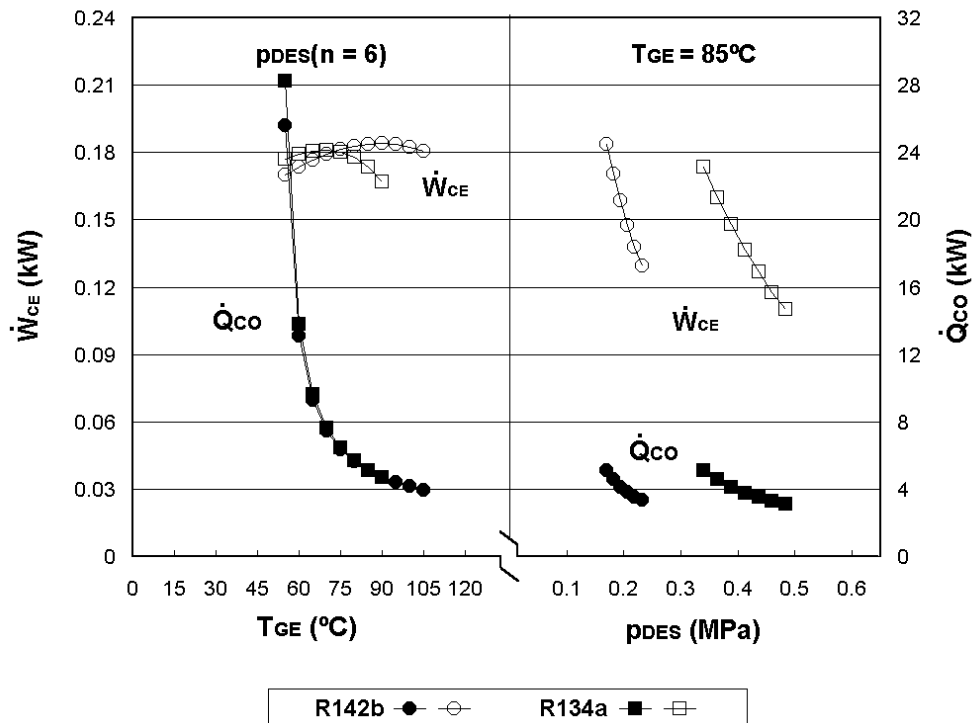 0.24
0.21
0.18
0.15
0.12
0.09
0.06
0.03
0
ẆCE (kW)
pDES(n = 6)
TGE = 85ºC
ẆCE
Q̇CO
ẆCE
Q̇CO
32
28
24
20
16
12
8
4
0
Q̇CO (kW)
0 15 30 45 60 75 90 105 120
0.1 0.2 0.3 0.4 0.5 0.6
TGE (ºC)
pDES (MPa)
R142b R134a